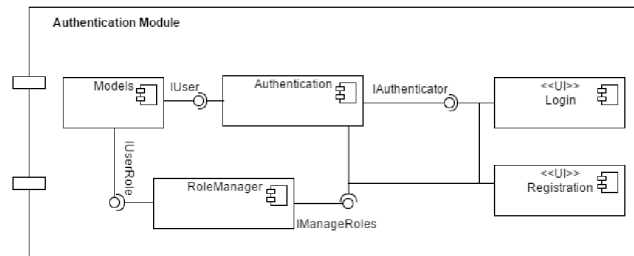 Authentication Module
Models
IUser
Authentication
IAuthenticator
<<UI>>
Login
IUserRole
RoleManager
IManageRoles
<<UI>>
Registration